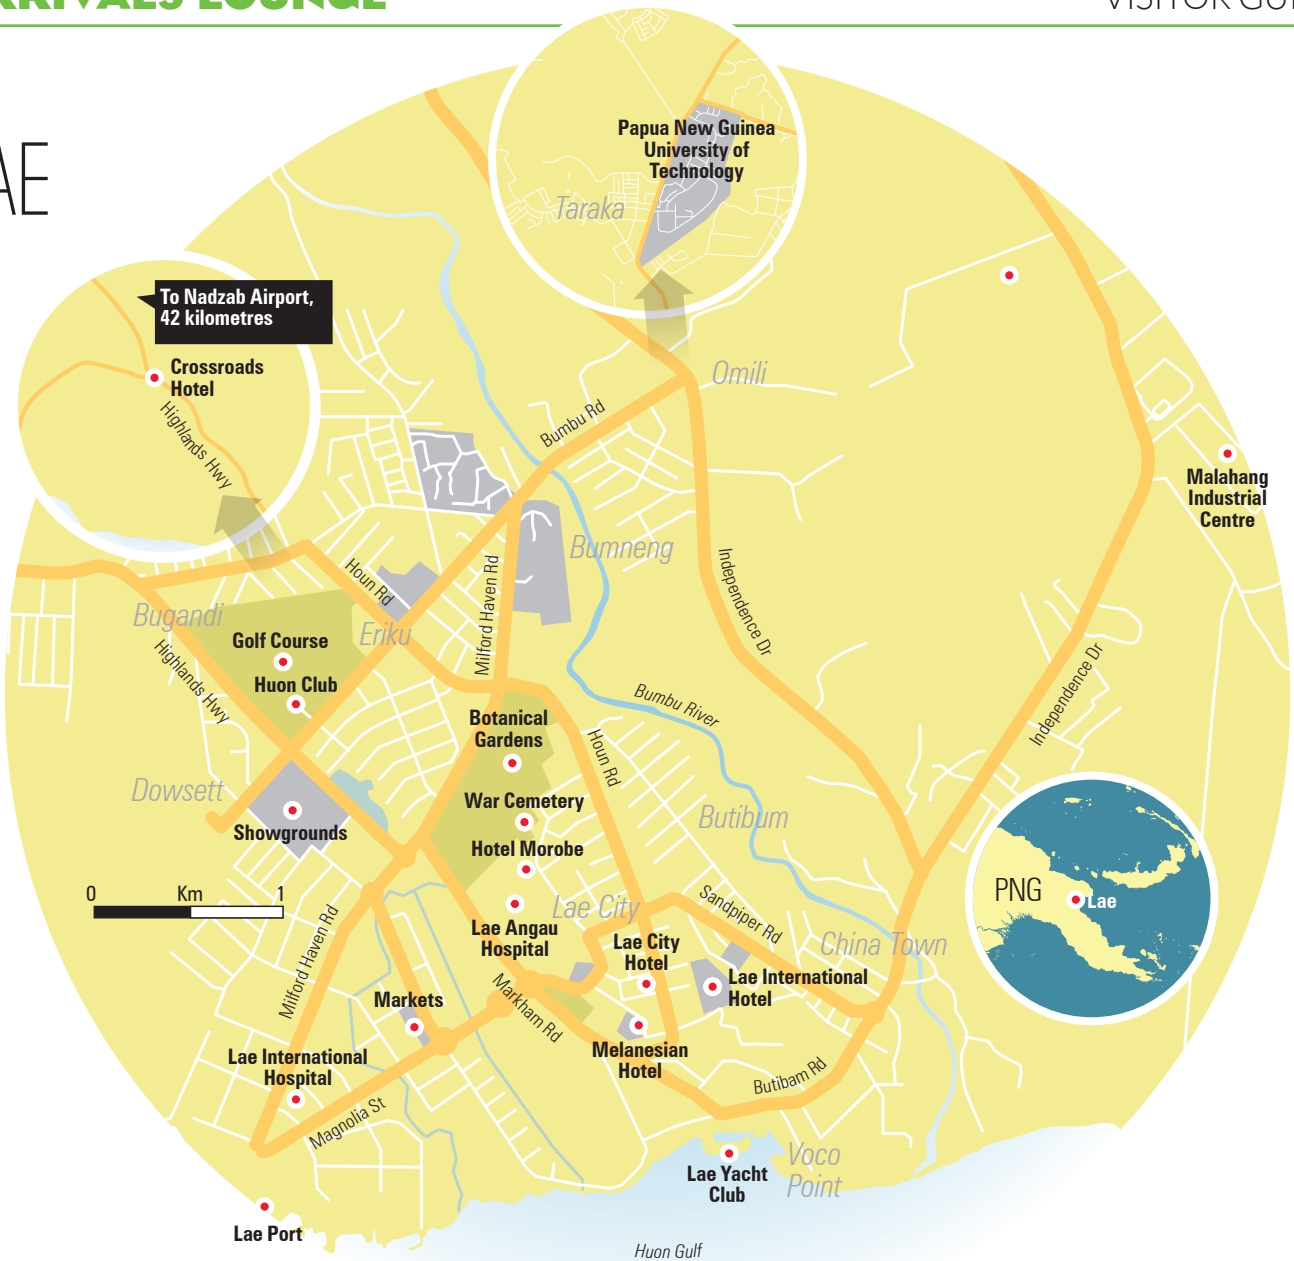 ARRIVALS LOUNGE
VISITOR GUI
LAE
Papua New Guinea
University of
Technology
Taraka
To Nadzab Airport,
42 kilometres
Crossroads
Hotel
Highlands Hwy
Omili
Bumbu Rd
Malahang
Industrial
Centre
Bumneng
Houn Rd
Milford Haven Rd
Independence Dr
Bugandi
Eriku
Golf Course
Huon Club
Highlands Hwy
Independence Dr
Bumbu River
Botanical
Gardens
Houn Rd
Dowsett
War Cemetery
Butibum
Showgrounds
Hotel Morobe
0 Km 1
PNG
Lae
Sandpiper Rd
Lae City
Lae Angau
Hospital
Lae City
Hotel
China Town
Milford Haven Rd
Lae International
Hotel
Markets
Markham Rd
Melanesian
Hotel
Lae International
Hospital
Butibam Rd
Magnolia St
Voco
Point
Lae Yacht
Club
Lae Port
Huon Gulf